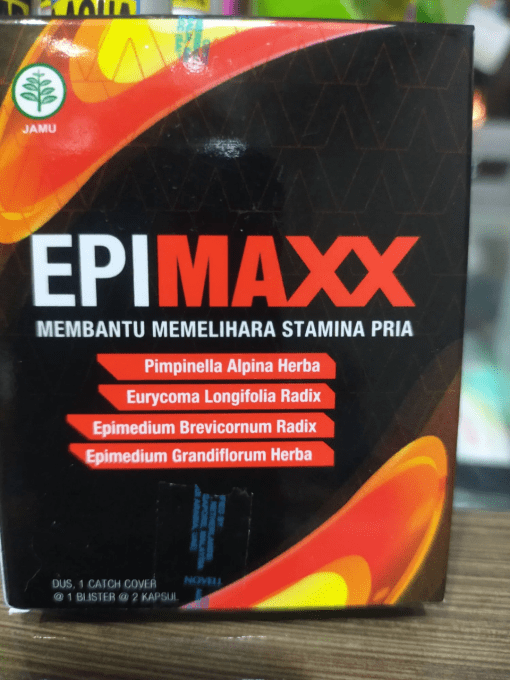 AQUA
JAMU
EPIMAXX
MEMBANTU MEMELIHARA STAMINA PRIA
Pimpinella Alpina Herba
Eurycoma Longifolia Radix
Epimedium Brevicornum Radix
Epimedium Grandiflorum Herba
DUS, 1 CATCH COVER
@ 1 BLISTER @ 2 KAPSUL